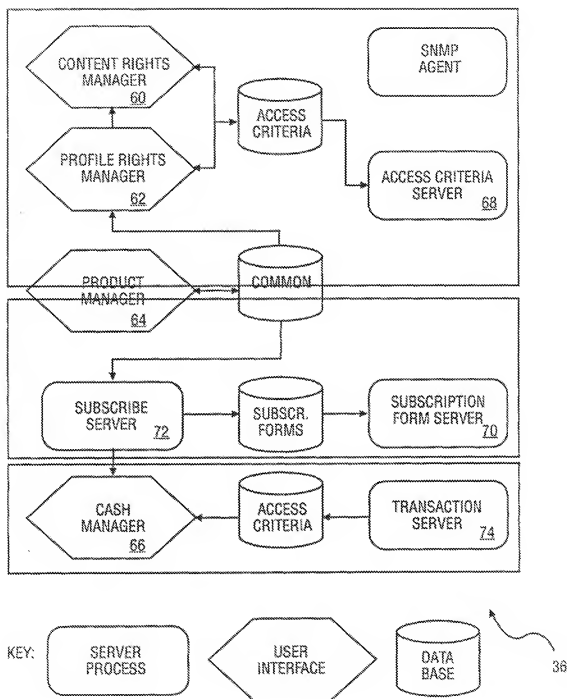 CONTENT RIGHTS
MANAGER
60
ACCESS
CRITERIA
SNMP
AGENT
PROFILE RIGHTS
MANAGER
62
ACCESS CRITERIA
SERVER
68
PRODUCT
MANAGER
64
COMMON
SUBSCRIBE
SERVER
72
SUBSCR.
FORMS
SUBSCRIPTION
FORM SERVER
70
CASH
MANAGER
66
ACCESS
CRITERIA
TRANSACTION
SERVER
74
KEY:
SERVER
PROCESS
USER
INTERFACE
DATA
BASE
36